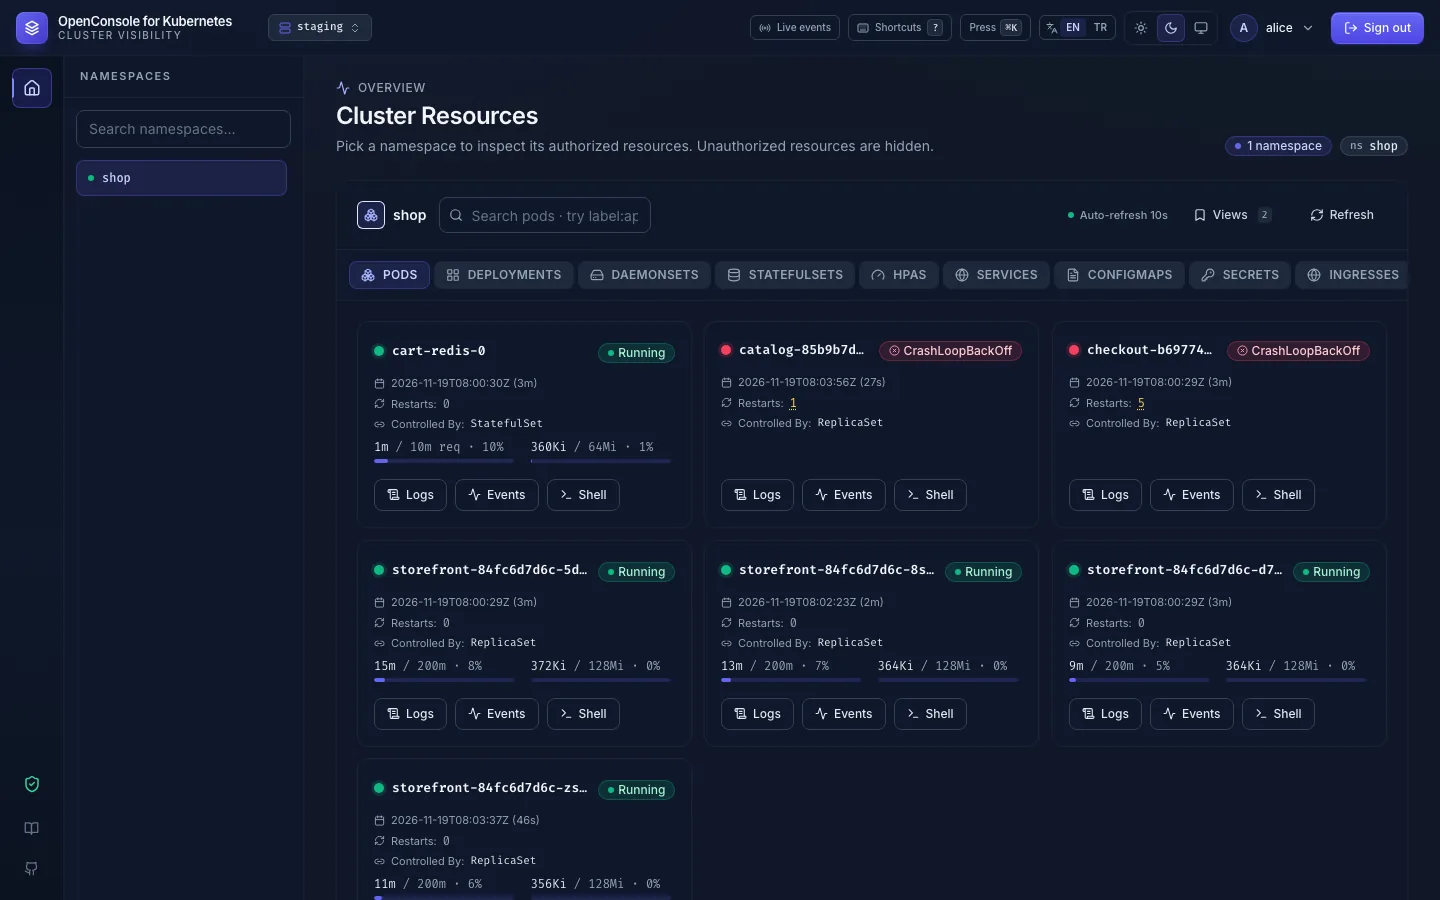 OpenConsole for Kubernetes
CLUSTER VISIBILITY
staging
Live events
Shortcuts ?
Press ⌘K
EN TR
A alice
Sign out
NAMESPACES
Search namespaces...
shop
OVERVIEW
Cluster Resources
Pick a namespace to inspect its authorized resources. Unauthorized resources are hidden.
1 namespace
ns shop
shop
Search pods · try label:ap
Auto-refresh 10s
Views 2
Refresh
PODS
DEPLOYMENTS
DAEMONSETS
STATEFULSETS
HPAS
SERVICES
CONFIGMAPS
SECRETS
INGRESSES
cart-redis-0
Running
2026-11-19T08:00:30Z (3m)
Restarts: 0
Controlled By: StatefulSet
1m / 10m req · 10%
360Ki / 64Mi · 1%
Logs
Events
Shell
catalog-85b9b7d…
CrashLoopBackOff
2026-11-19T08:03:56Z (27s)
Restarts: 1
Controlled By: ReplicaSet
Logs
Events
Shell
checkout-b69774…
CrashLoopBackOff
2026-11-19T08:00:29Z (3m)
Restarts: 5
Controlled By: ReplicaSet
Logs
Events
Shell
storefront-84fc6d7d6c-5d…
Running
2026-11-19T08:00:29Z (3m)
Restarts: 0
Controlled By: ReplicaSet
15m / 200m · 8%
372Ki / 128Mi · 0%
Logs
Events
Shell
storefront-84fc6d7d6c-8s…
Running
2026-11-19T08:02:23Z (2m)
Restarts: 0
Controlled By: ReplicaSet
13m / 200m · 7%
364Ki / 128Mi · 0%
Logs
Events
Shell
storefront-84fc6d7d6c-d7…
Running
2026-11-19T08:00:29Z (3m)
Restarts: 0
Controlled By: ReplicaSet
9m / 200m · 5%
364Ki / 128Mi · 0%
Logs
Events
Shell
storefront-84fc6d7d6c-zs…
Running
2026-11-19T08:03:37Z (46s)
Restarts: 0
Controlled By: ReplicaSet
11m / 200m · 6%
356Ki / 128Mi · 0%